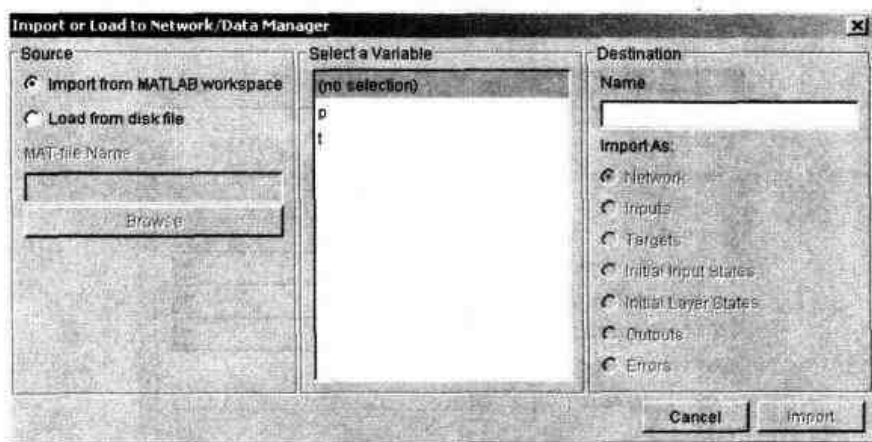 Import or Load to Network/Data Manager
Source
Import from MATLAB workspace
Load from disk file
MAT-file Name
Browse
Select a Variable
(no selection)
p
t
Destination
Name
Import As:
Network
Inputs
Targets
Initial Input States
Initial Layer States
Outputs
Errors
Cancel
Import